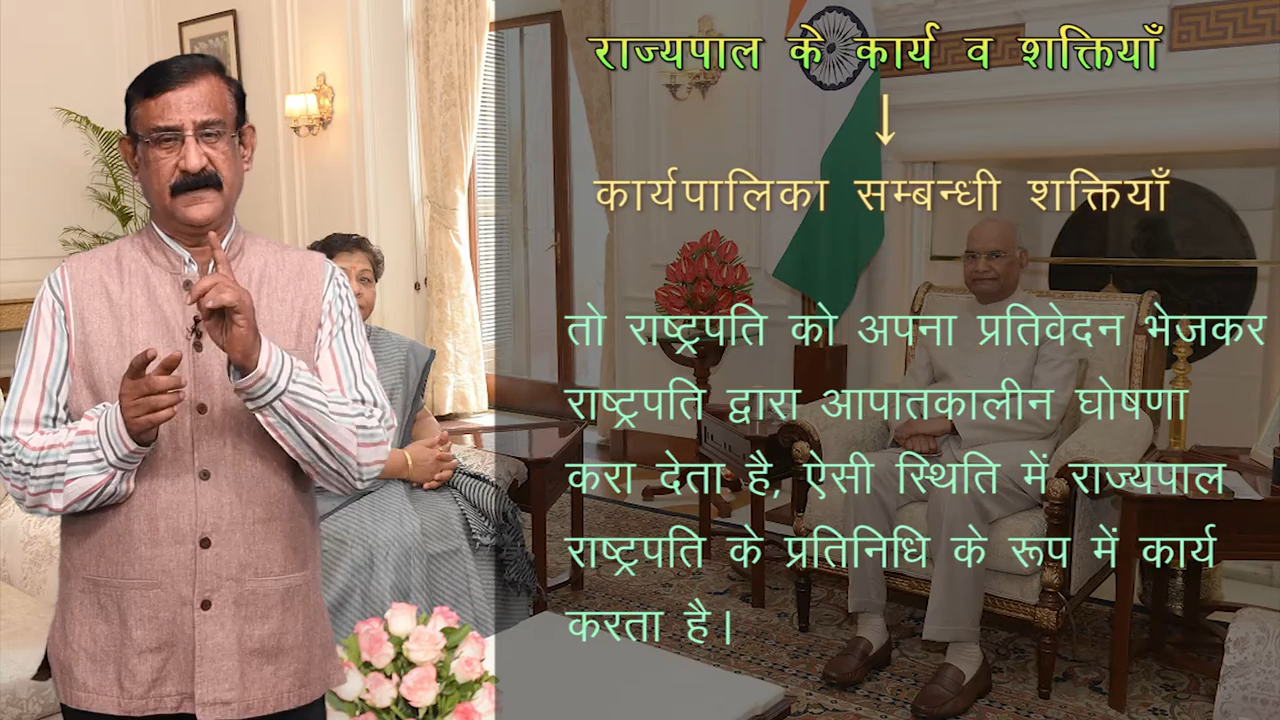 राज्यपाल के कार्य व शक्तियाँ
↓
कार्यपालिका सम्बन्धी शक्तियाँ
तो राष्ट्रपति को अपना प्रतिवेदन भेजकर
राष्ट्रपति द्वारा आपातकालीन घोषणा
करा देता है, ऐसी स्थिति में राज्यपाल
राष्ट्रपति के प्रतिनिधि के रूप में कार्य
करता है।